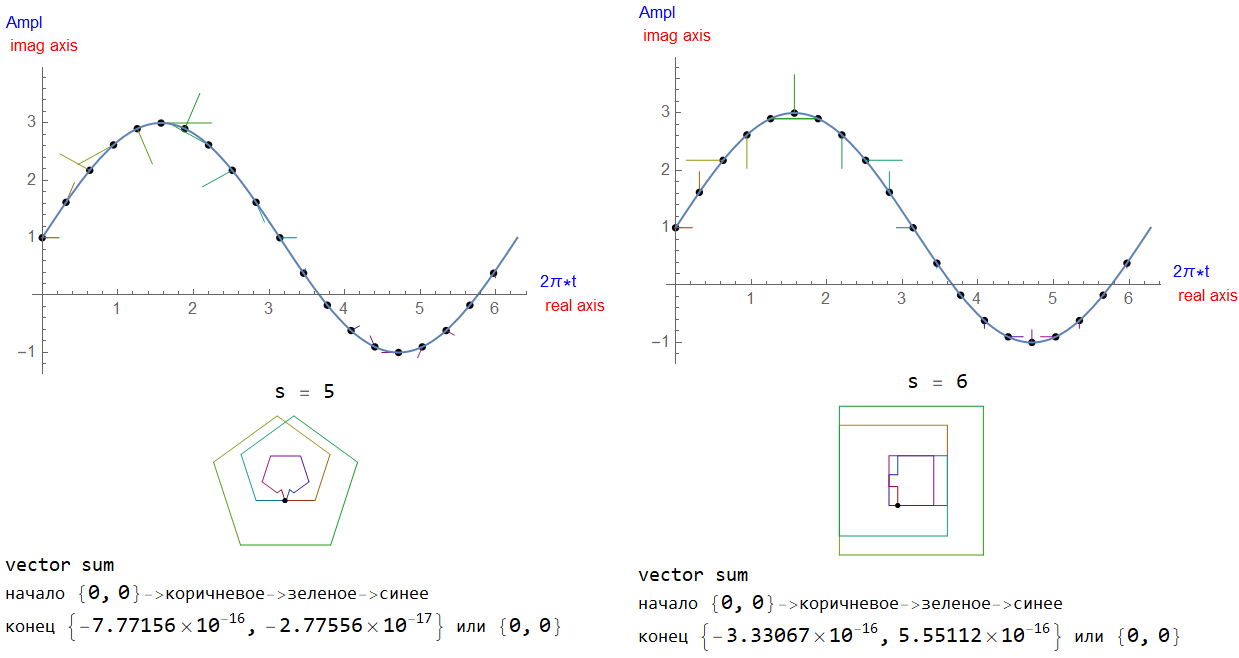 Ampl
imag axis
3
2
1
−1
1 2 3 4 5 6
2π*t
real axis
s = 5
vector sum
начало {0, 0}->коричневое->зеленое->синее
конец {−7.77156×10⁻¹⁶, −2.77556×10⁻¹⁷} или {0, 0}
Ampl
imag axis
3
2
1
−1
1 2 3 4 5 6
2π*t
real axis
s = 6
vector sum
начало {0, 0}->коричневое->зеленое->синее
конец {−3.33067×10⁻¹⁶, 5.55112×10⁻¹⁶} или {0, 0}